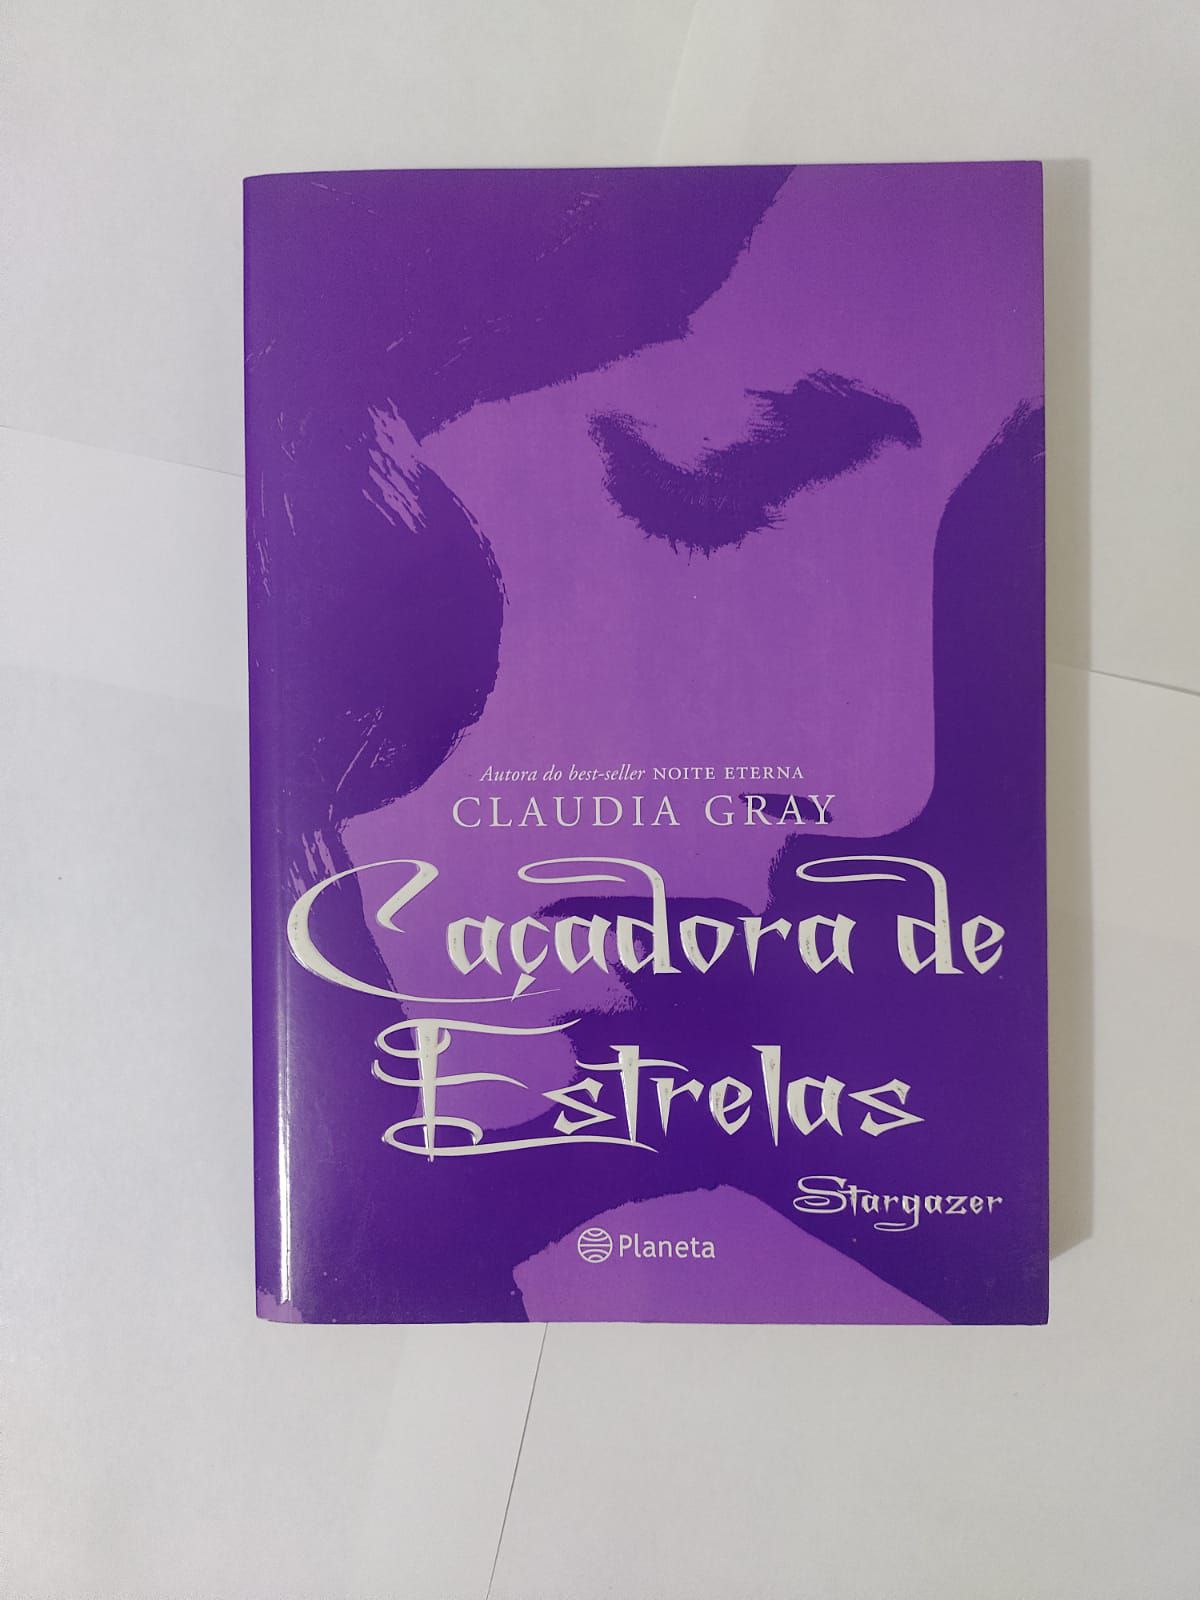 Autora do best-seller NOITE ETERNA
CLAUDIA GRAY
Caçadora de
Estrelas
Stargazer
Planeta